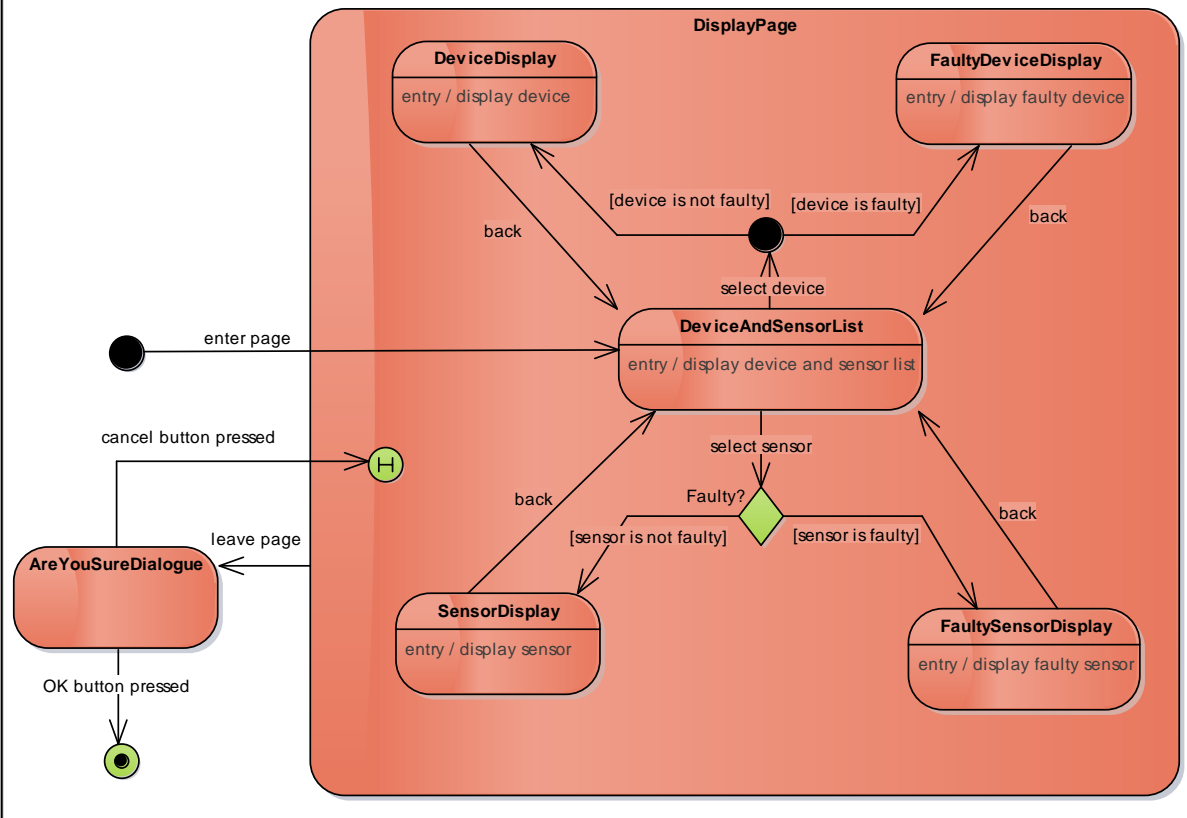 DisplayPage
DeviceDisplay
entry / display device
FaultyDeviceDisplay
entry / display faulty device
[device is not faulty]
[device is faulty]
back
back
select device
DeviceAndSensorList
entry / display device and sensor list
enter page
cancel button pressed
H
select sensor
Faulty?
back
back
[sensor is not faulty]
[sensor is faulty]
leave page
AreYouSureDialogue
SensorDisplay
entry / display sensor
FaultySensorDisplay
entry / display faulty sensor
OK button pressed